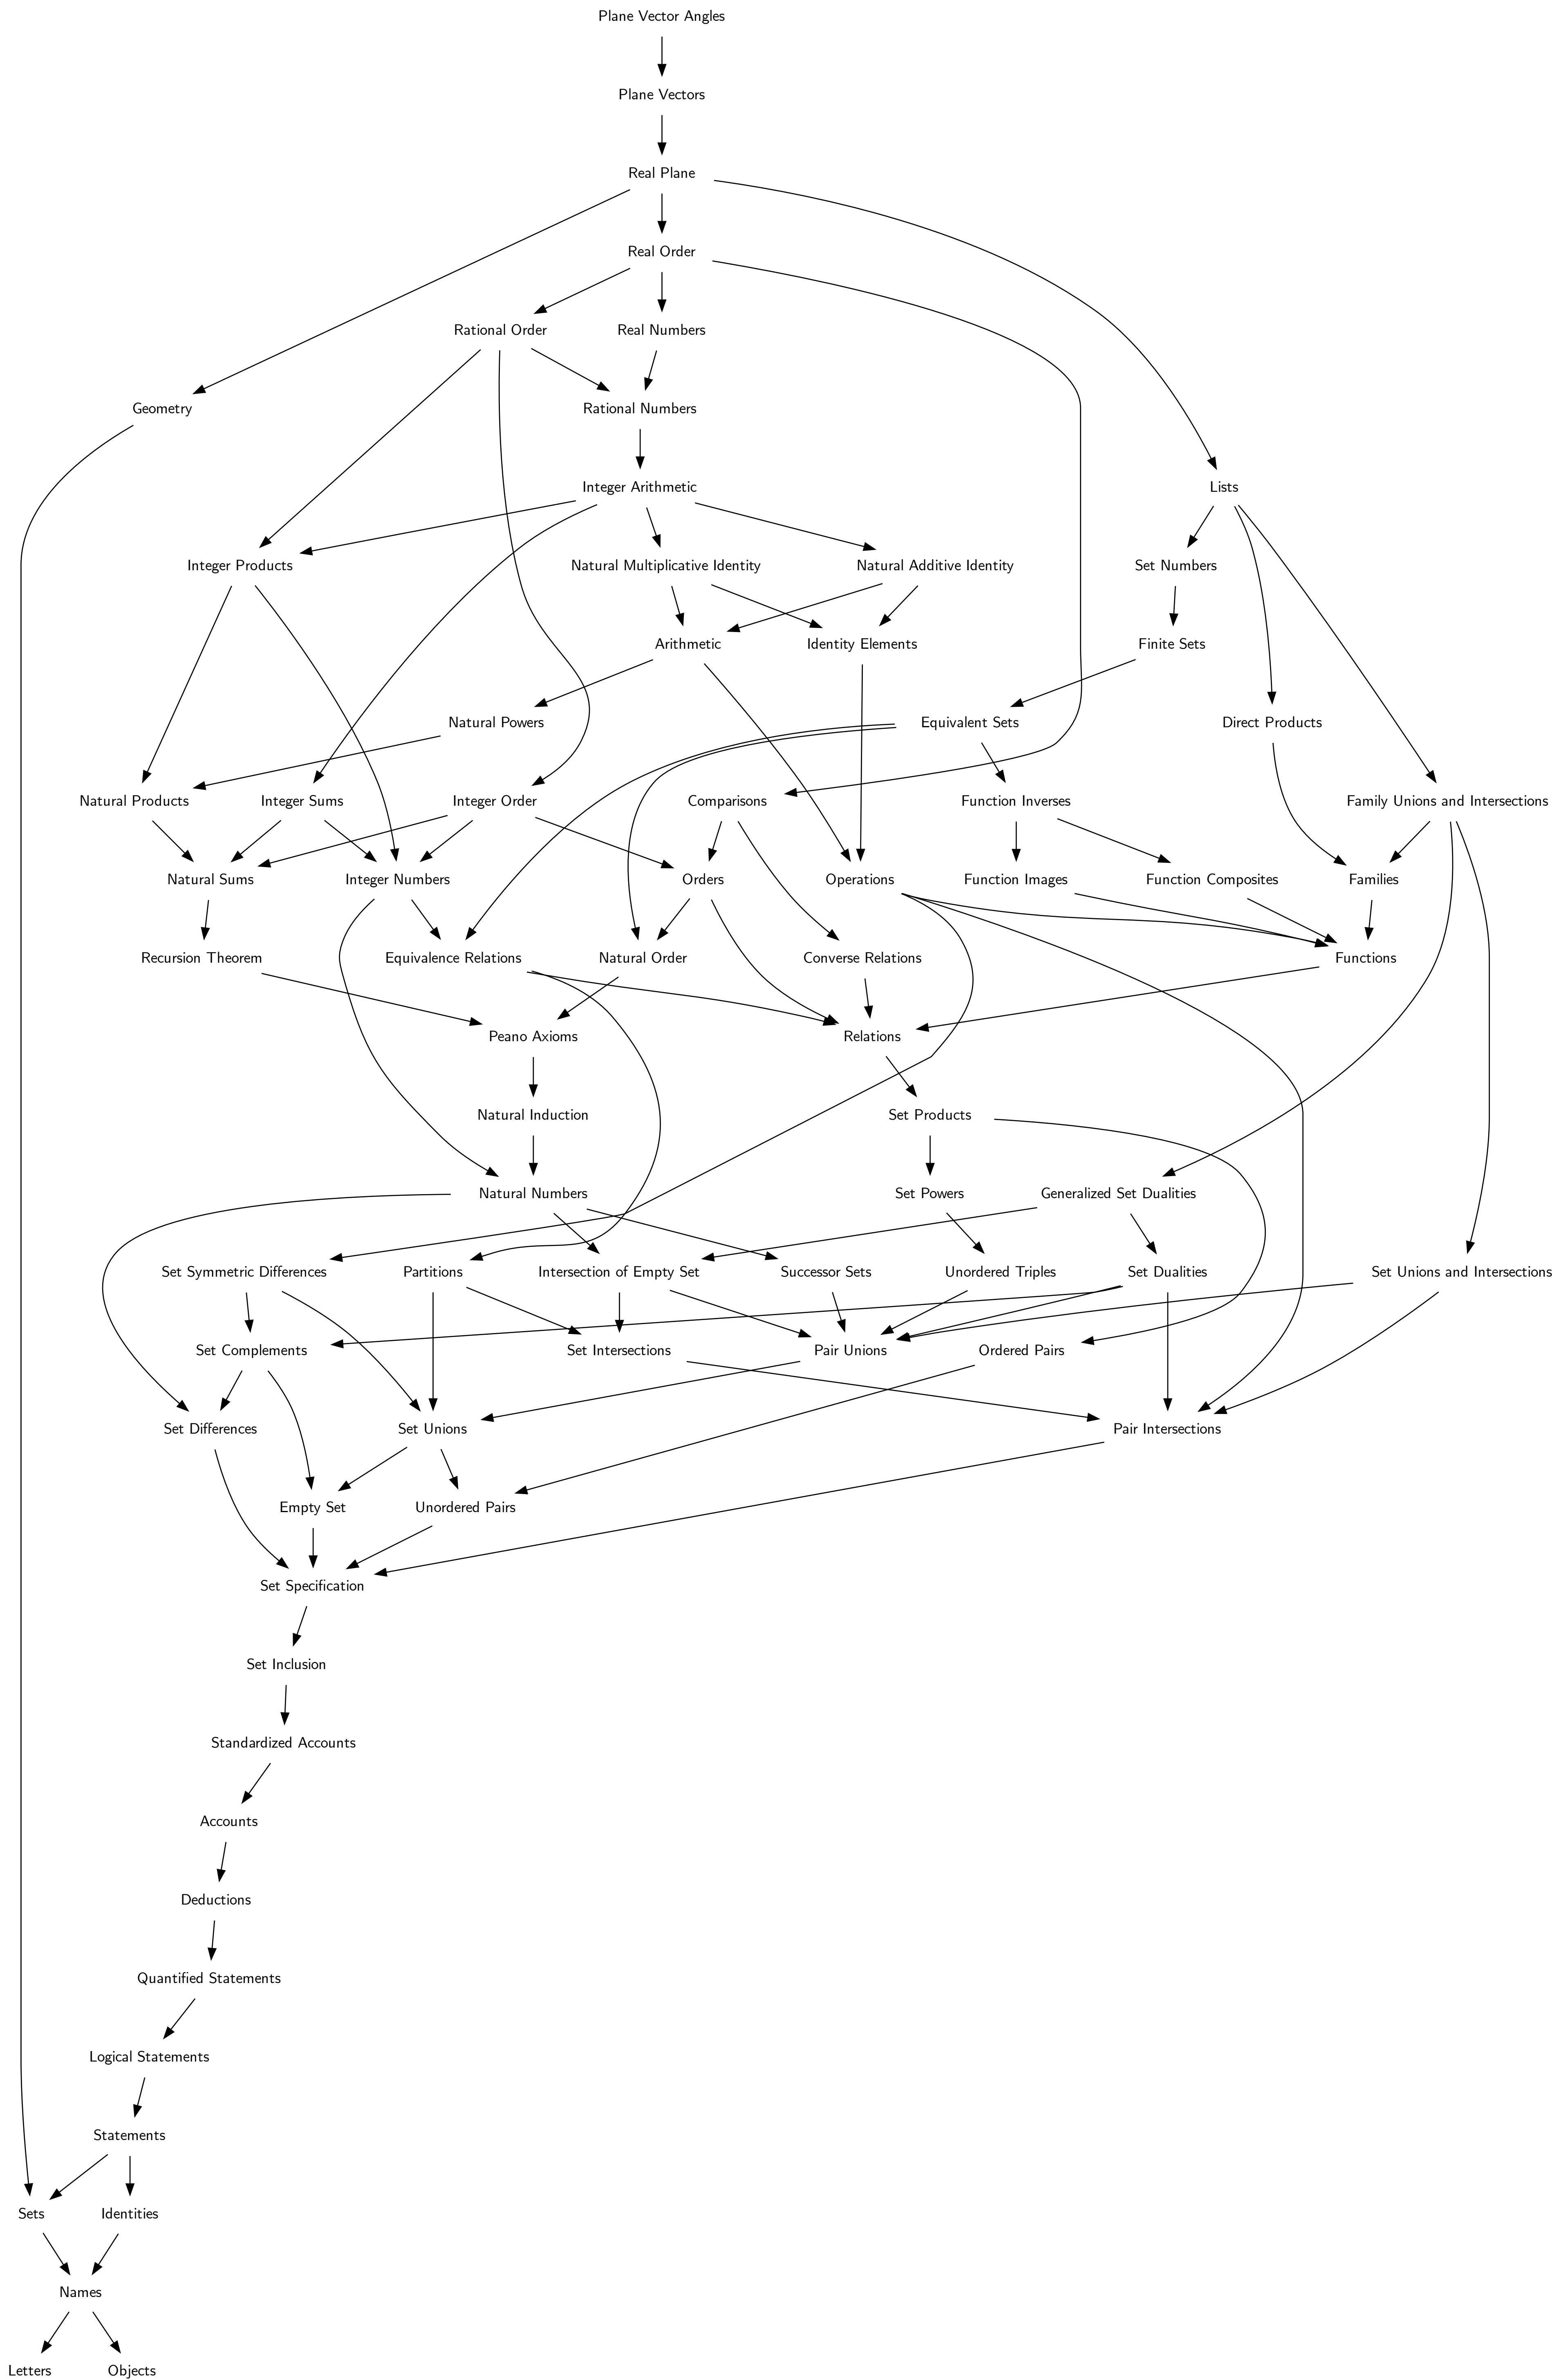 Plane Vector Angles
Plane Vectors
Real Plane
Real Order
Rational Order
Real Numbers
Geometry
Rational Numbers
Integer Arithmetic
Lists
Integer Products
Natural Multiplicative Identity
Natural Additive Identity
Set Numbers
Arithmetic
Identity Elements
Finite Sets
Natural Powers
Equivalent Sets
Direct Products
Natural Products
Integer Sums
Integer Order
Comparisons
Function Inverses
Family Unions and Intersections
Natural Sums
Integer Numbers
Orders
Operations
Function Images
Function Composites
Families
Recursion Theorem
Equivalence Relations
Natural Order
Converse Relations
Functions
Peano Axioms
Relations
Natural Induction
Set Products
Natural Numbers
Set Powers
Generalized Set Dualities
Set Symmetric Differences
Partitions
Intersection of Empty Set
Successor Sets
Unordered Triples
Set Dualities
Set Unions and Intersections
Set Complements
Set Intersections
Pair Unions
Ordered Pairs
Set Differences
Set Unions
Pair Intersections
Empty Set
Unordered Pairs
Set Specification
Set Inclusion
Standardized Accounts
Accounts
Deductions
Quantified Statements
Logical Statements
Statements
Sets
Identities
Names
Letters
Objects